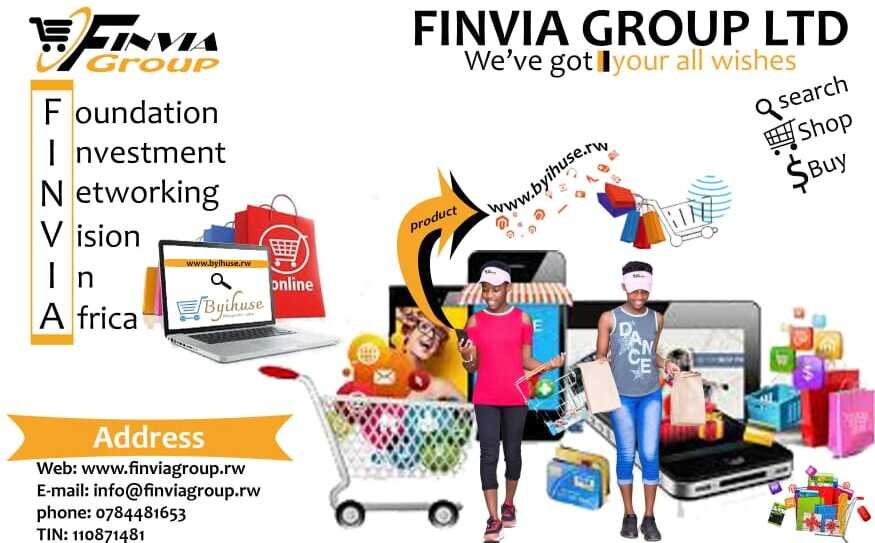 FINVIA
Group
FINVIA GROUP LTD
We've got your all wishes
search
Shop
Buy
Foundation
Investment
Networking
Vision
In
Africa
www.byihuse.rw
Byihuse
online
product
www.byihuse.rw
DANCE
Address
Web: www.finviagroup.rw
E-mail: info@finviagroup.rw
phone: 0784481653
TIN: 110871481